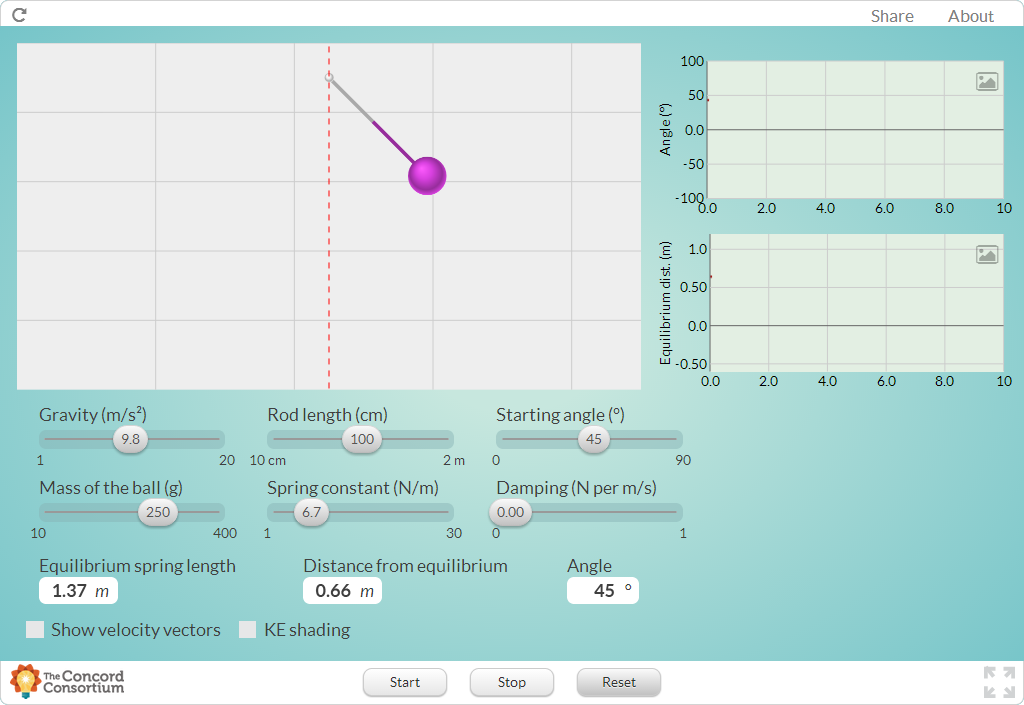 Share About
100
50
0.0
-50
-100
Angle (°)
0.0 2.0 4.0 6.0 8.0 10
1.0
0.50
0.0
-0.50
Equilibrium dist. (m)
0.0 2.0 4.0 6.0 8.0 10
Gravity (m/s²) Rod length (cm) Starting angle (°)
9.8 100 45
1 20 10 cm 2 m 0 90
Mass of the ball (g) Spring constant (N/m) Damping (N per m/s)
250 6.7 0.00
10 400 1 30 0 1
Equilibrium spring length Distance from equilibrium Angle
1.37 m 0.66 m 45 °
Show velocity vectors KE shading
The Concord
Consortium
Start Stop Reset